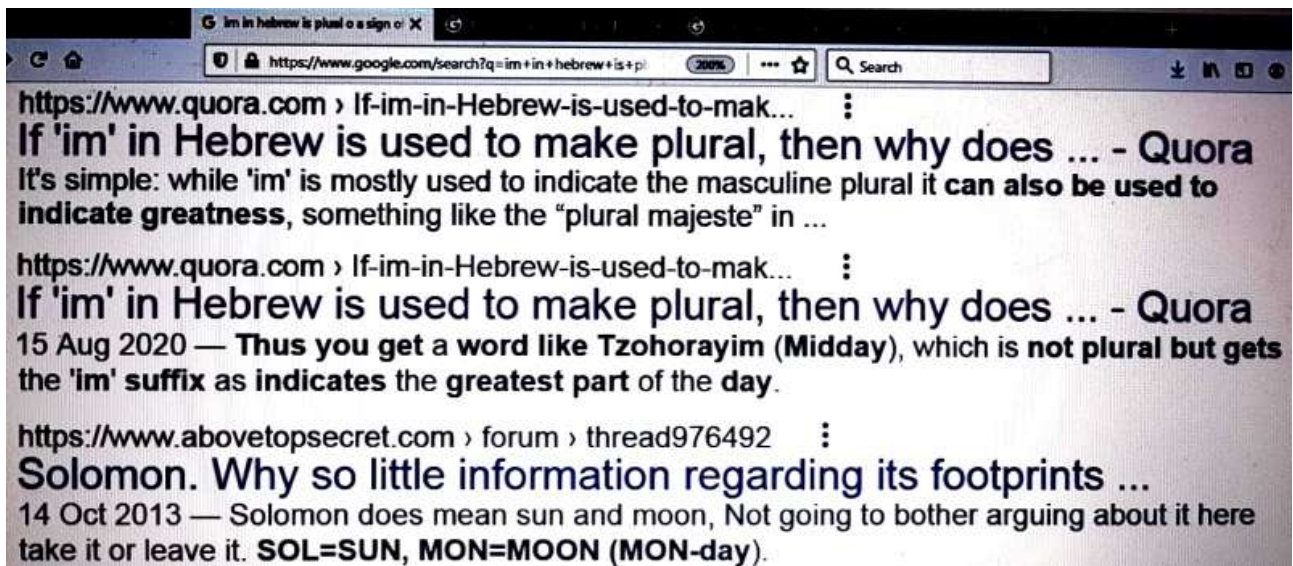 G im in hebrew is plual o a sign o
https://www.google.com/search?q=im+in+hebrew+is+pl
200%
Search
https://www.quora.com › If-im-in-Hebrew-is-used-to-mak...
If 'im' in Hebrew is used to make plural, then why does ... - Quora
It's simple: while 'im' is mostly used to indicate the masculine plural it can also be used to
indicate greatness, something like the “plural majeste” in ...
https://www.quora.com › If-im-in-Hebrew-is-used-to-mak...
If 'im' in Hebrew is used to make plural, then why does ... - Quora
15 Aug 2020 — Thus you get a word like Tzohorayim (Midday), which is not plural but gets
the 'im' suffix as indicates the greatest part of the day.
https://www.abovetopsecret.com › forum › thread976492
Solomon. Why so little information regarding its footprints ...
14 Oct 2013 — Solomon does mean sun and moon, Not going to bother arguing about it here
take it or leave it. SOL=SUN, MON=MOON (MON-day).